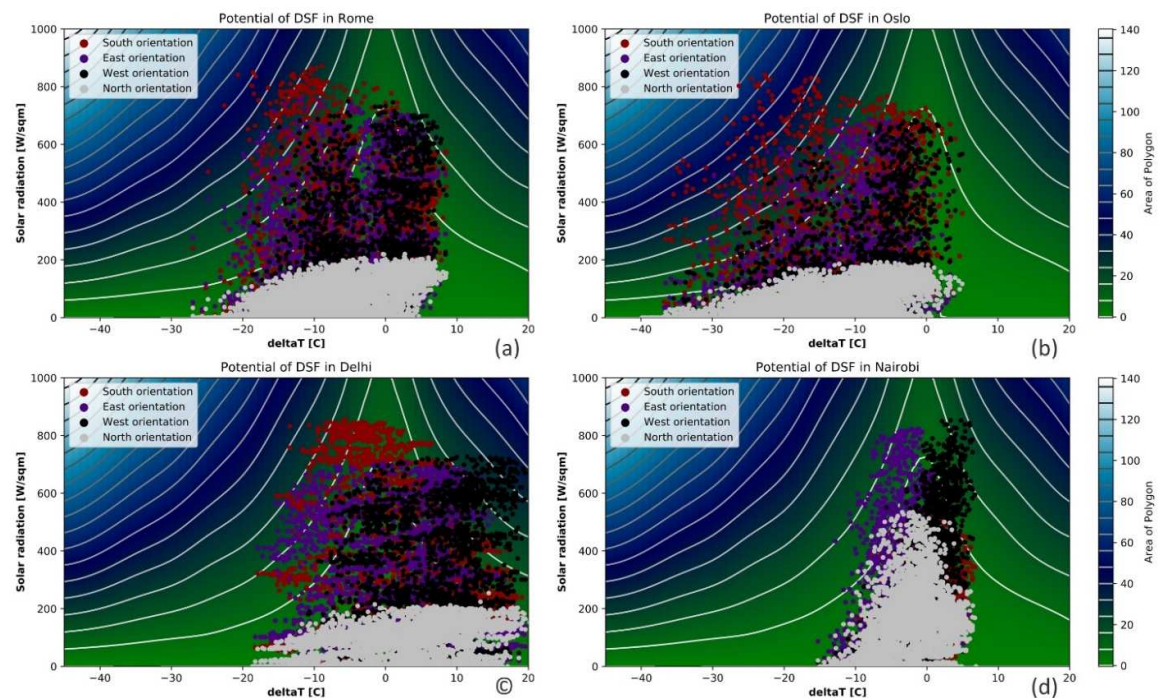 Potential of DSF in Rome
1000
800
600
400
200
0
Solar radiation [W/sqm]
South orientation
East orientation
West orientation
North orientation
−40
−30
−20
−10
0
10
20
deltaT [C]
(a)
Potential of DSF in Oslo
1000
800
600
400
200
0
Solar radiation [W/sqm]
South orientation
East orientation
West orientation
North orientation
−40
−30
−20
−10
0
10
20
deltaT [C]
(b)
140
120
100
80
60
40
20
0
Area of Polygon
Potential of DSF in Delhi
1000
800
600
400
200
0
Solar radiation [W/sqm]
South orientation
East orientation
West orientation
North orientation
−40
−30
−20
−10
0
10
20
deltaT [C]
©
Potential of DSF in Nairobi
1000
800
600
400
200
0
Solar radiation [W/sqm]
South orientation
East orientation
West orientation
North orientation
−40
−30
−20
−10
0
10
20
deltaT [C]
(d)
140
120
100
80
60
40
20
0
Area of Polygon